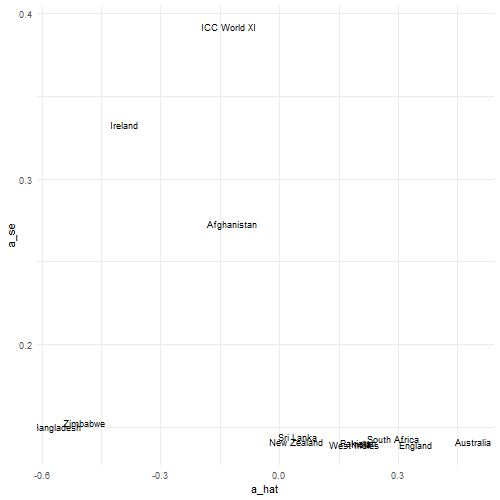 0.4
ICC World XI
Ireland
0.3
Afghanistan
a_se
0.2
Zimbabwe
Bangladesh
Sri Lanka
New Zealand
South Africa
England
Australia
-0.6
-0.3
0.0
0.3
a_hat